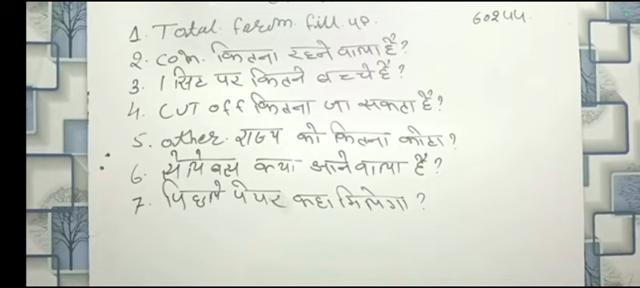 1. Total farm fill up.
60244
2. Com. कितना रहने वाला है?
3. 1 सिट पर कितने बच्चे है?
4. CUT off कितना जा सकता है?
5. other. राज्य को कितना कोटा?
6. सेलेबस क्या आने वाला है?
7. पिछले पेपर कहा मिलेगा?